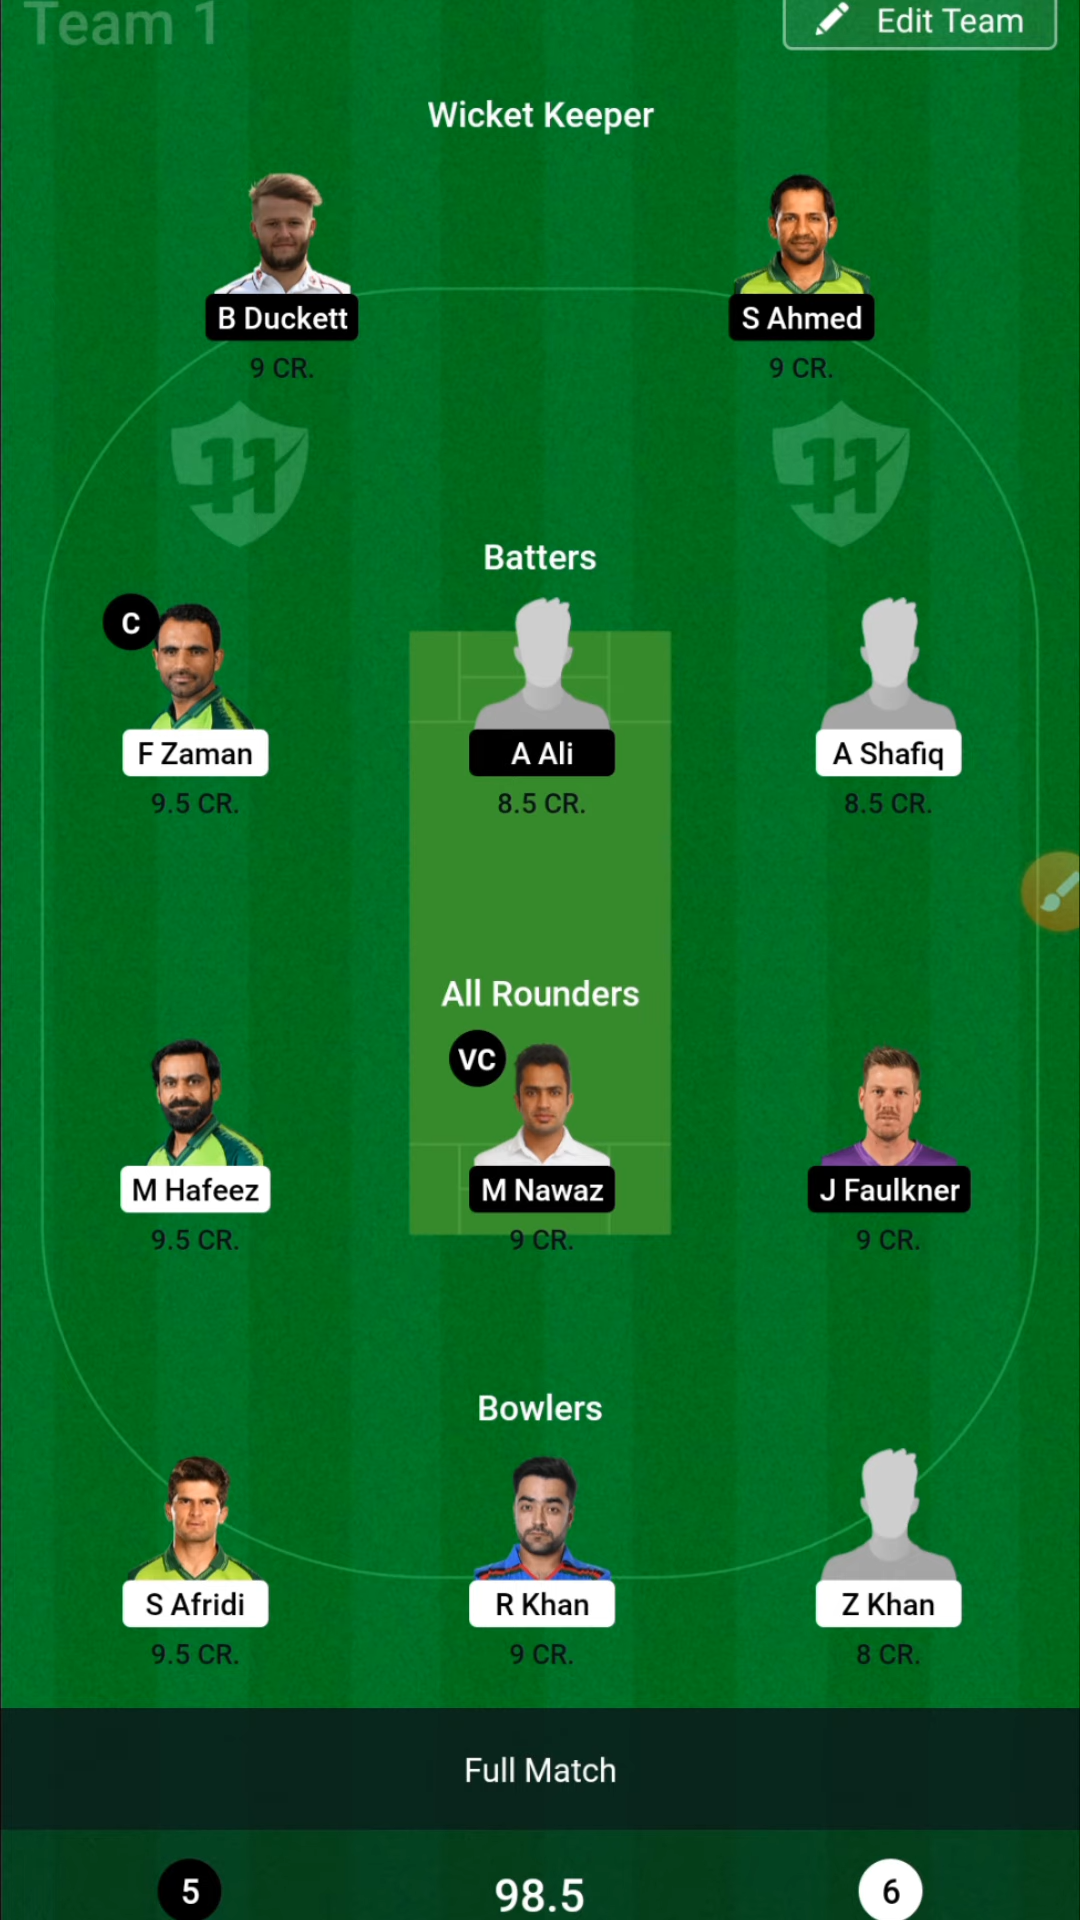 Team 1
Edit Team
Wicket Keeper
B Duckett
S Ahmed
9 CR.
9 CR.
11
11
Batters
C
F Zaman
A Ali
A Shafiq
9.5 CR.
8.5 CR.
8.5 CR.
All Rounders
VC
M Hafeez
M Nawaz
J Faulkner
9.5 CR.
9 CR.
9 CR.
Bowlers
S Afridi
R Khan
Z Khan
9.5 CR.
9 CR.
8 CR.
Full Match
5
98.5
6